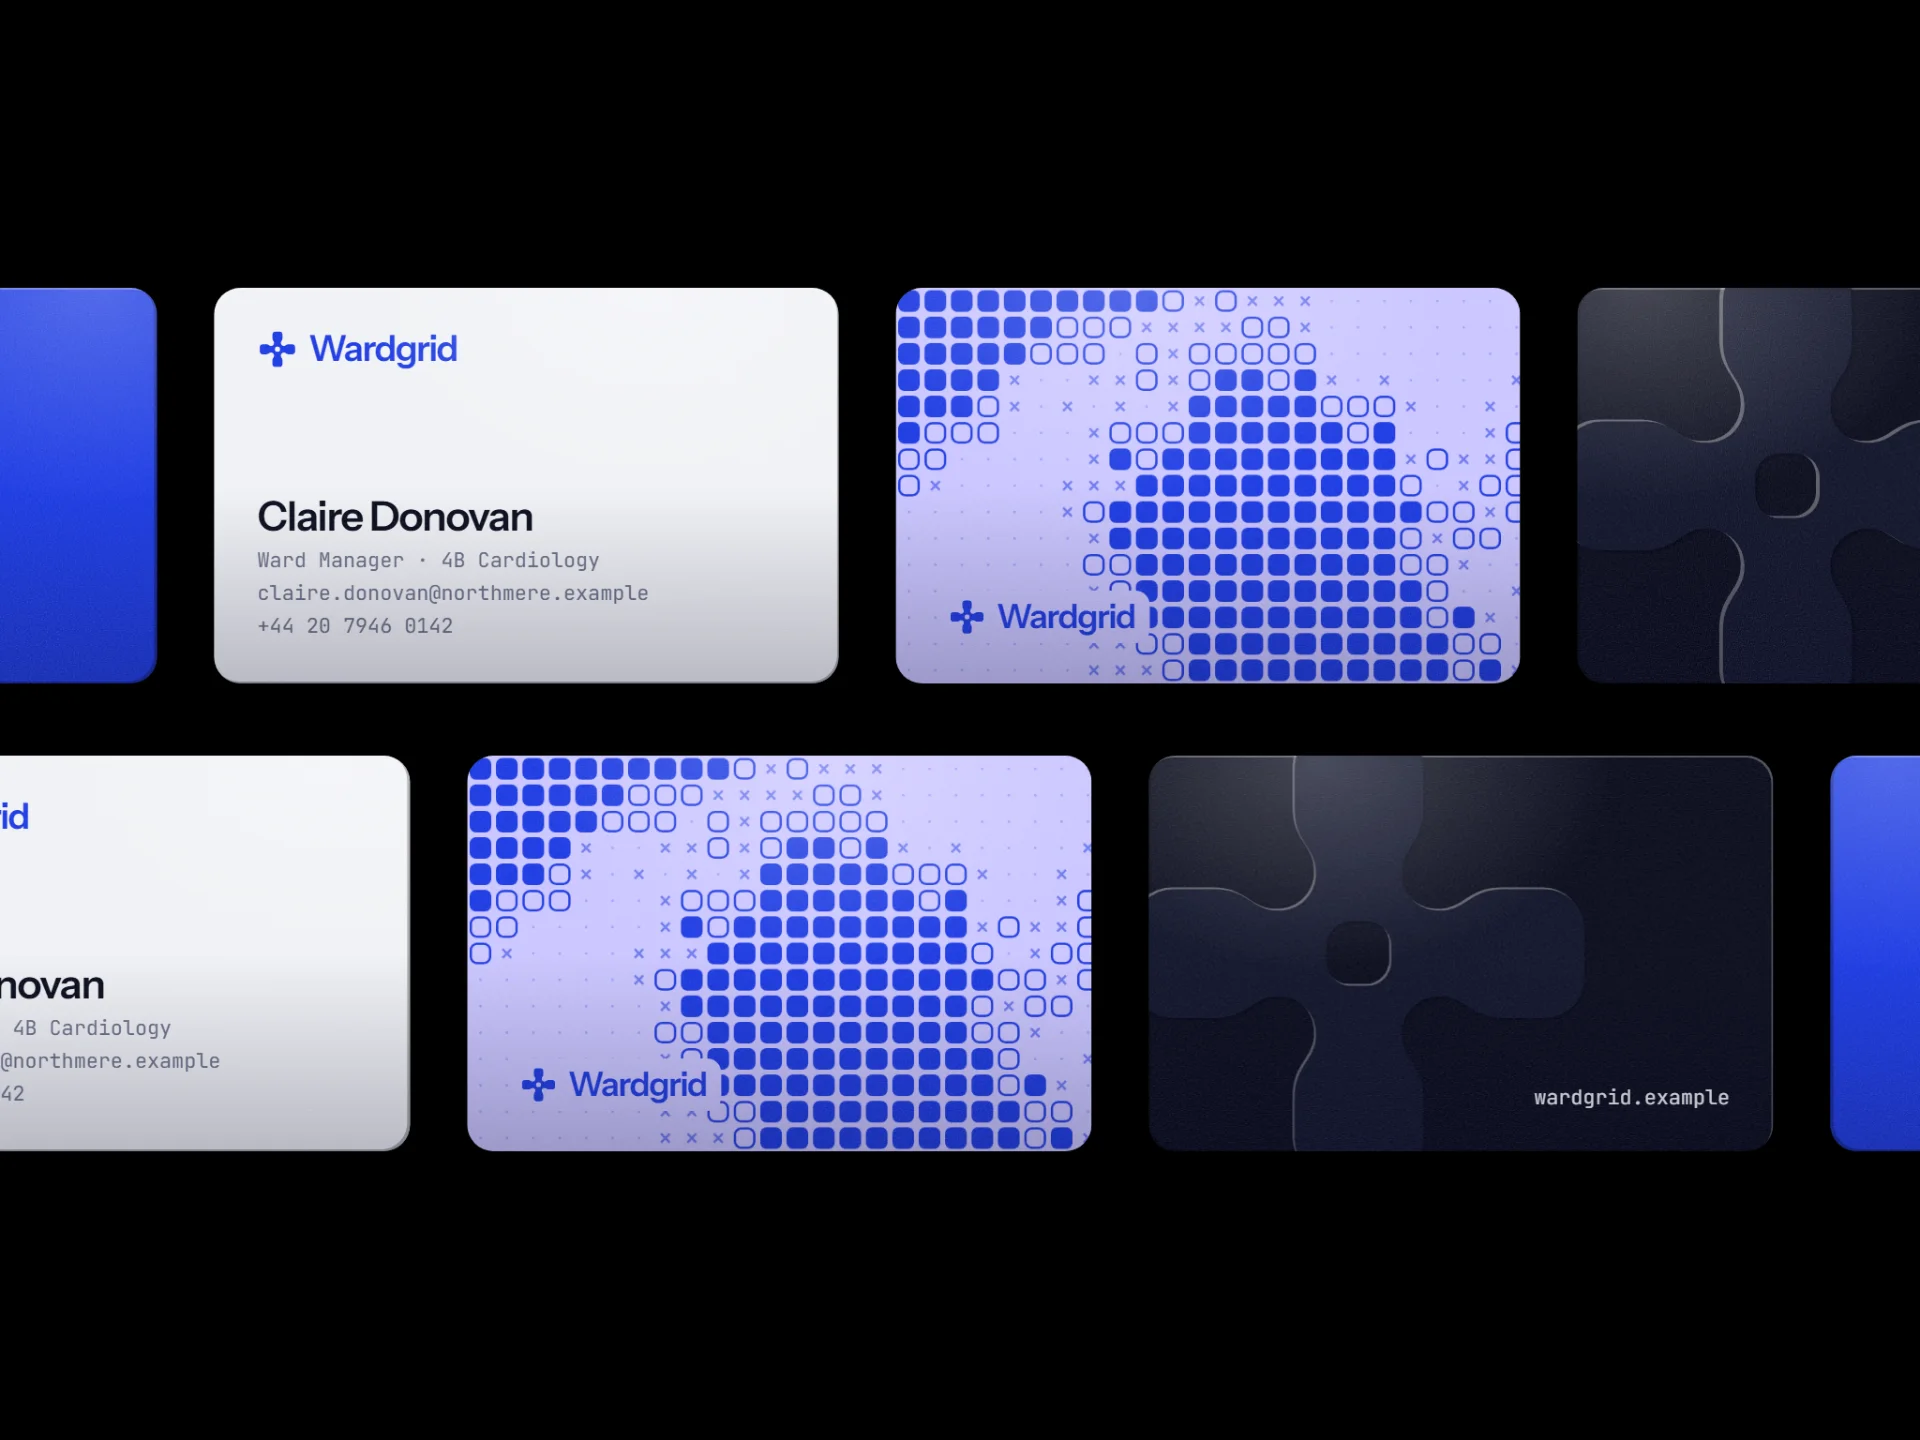 Wardgrid
Claire Donovan
Ward Manager · 4B Cardiology
claire.donovan@northmere.example
+44 20 7946 0142
Wardgrid
id
novan
4B Cardiology
@northmere.example
42
Wardgrid
wardgrid.example